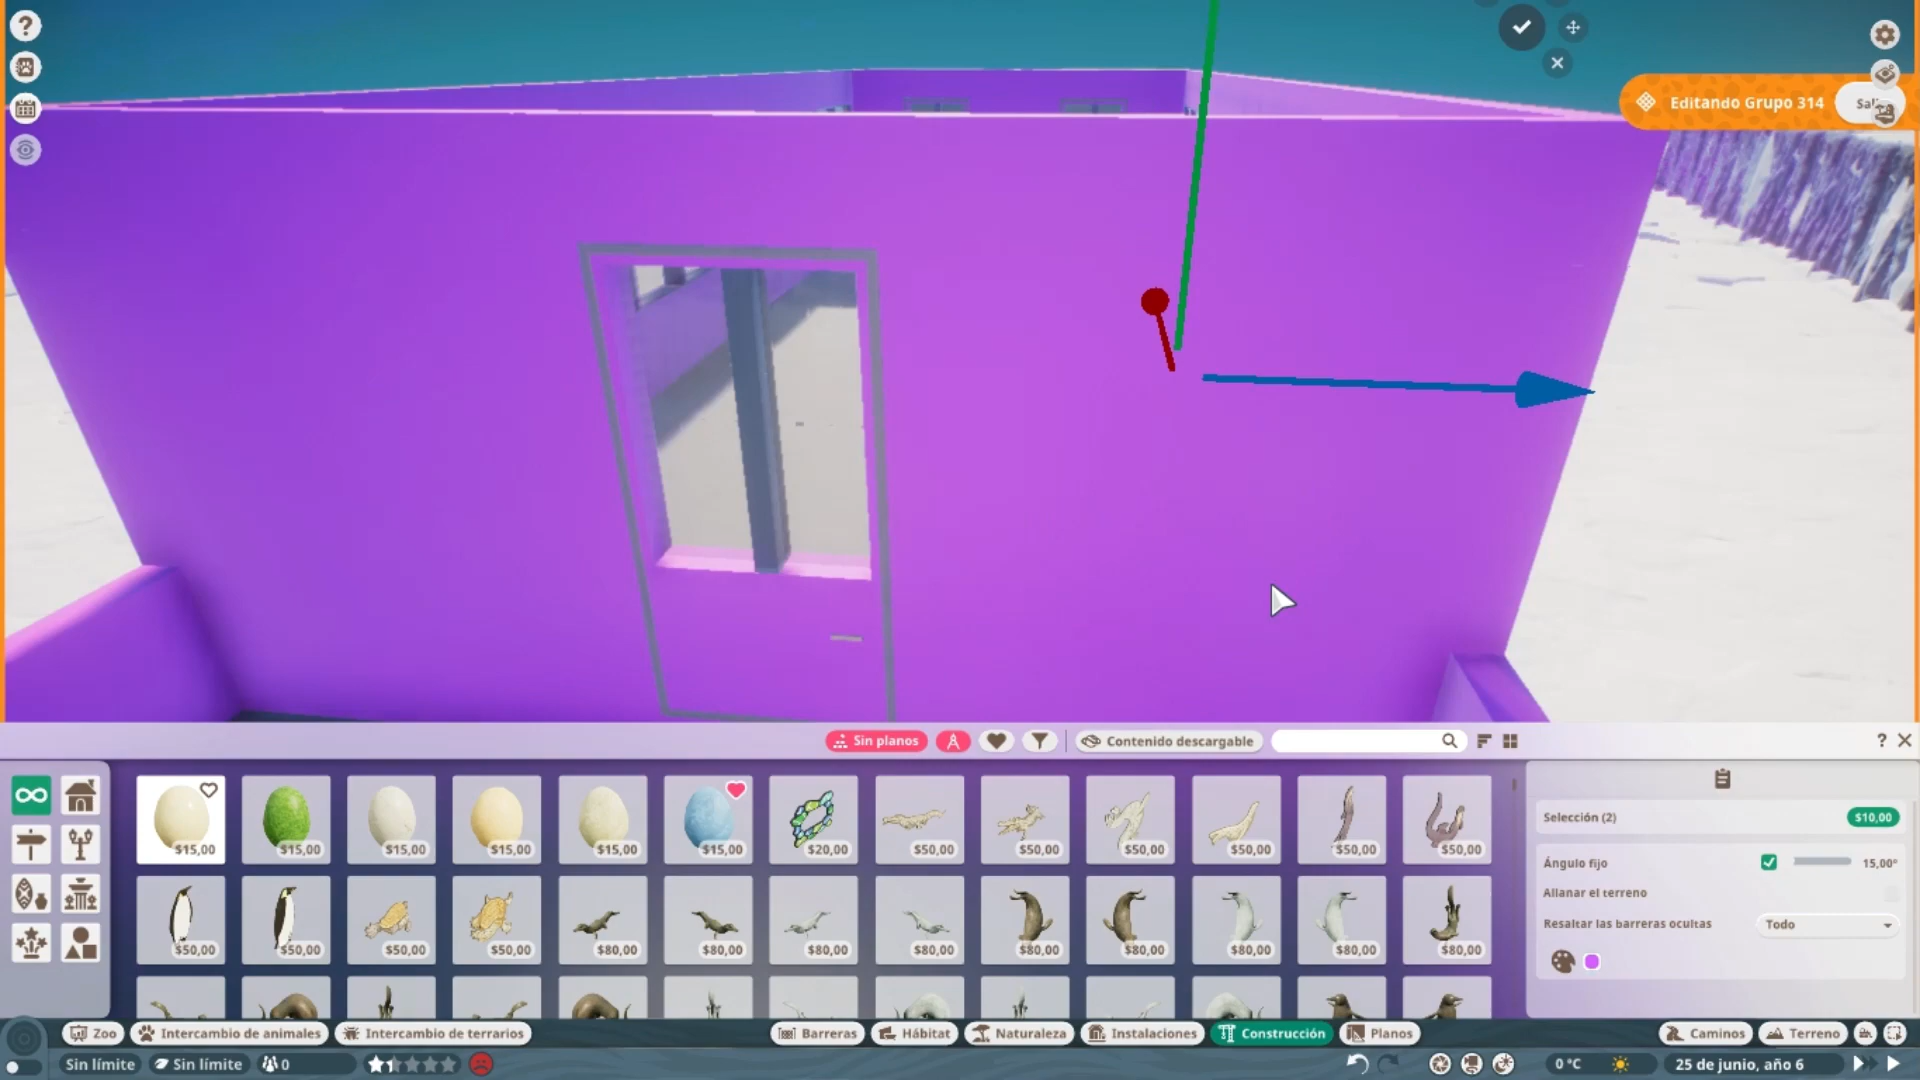 Editando Grupo 314
Sin planos
Contenido descargable
$15,00
$15,00
$15,00
$15,00
$15,00
$15,00
$20,00
$50,00
$50,00
$50,00
$50,00
$50,00
$50,00
$50,00
$50,00
$50,00
$50,00
$80,00
$80,00
$80,00
$80,00
$80,00
$80,00
$80,00
$80,00
$80,00
Selección (2)
$10,00
Ángulo fijo
15,00°
Allanar el terreno
Resaltar las barreras ocultas
Todo
Zoo
Intercambio de animales
Intercambio de terrarios
Barreras
Hábitat
Naturaleza
Instalaciones
Construcción
Planos
Caminos
Terreno
Sin límite
Sin límite
0
0 °C
25 de junio, año 6